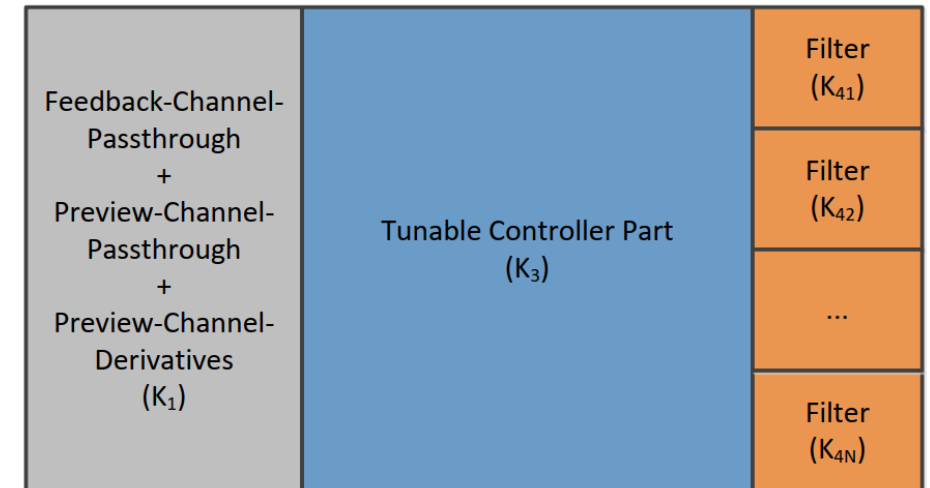 Feedback-Channel-
Passthrough
+
Preview-Channel-
Passthrough
+
Preview-Channel-
Derivatives
(K₁)
Tunable Controller Part
(K₃)
Filter
(K₄₁)
Filter
(K₄₂)
...
Filter
(K₄ₙ)